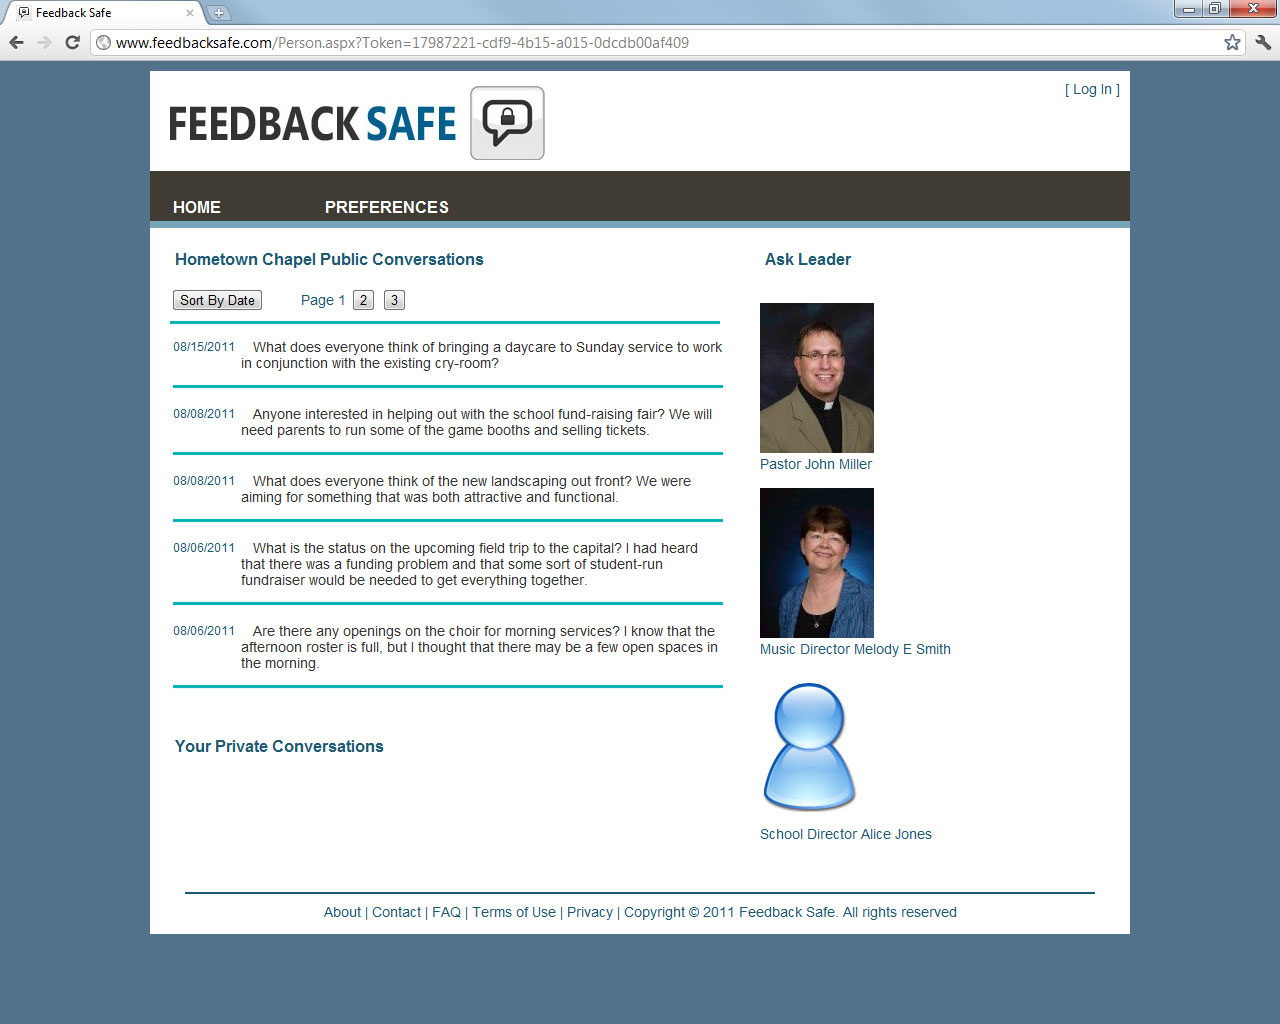 Feedback Safe
www.feedbacksafe.com/Person.aspx?Token=17987221-cdf9-4b15-a015-0dcdb00af409
[ Log In ]
FEEDBACK SAFE
HOME PREFERENCES
Hometown Chapel Public Conversations
Sort By Date Page 1 2 3
08/15/2011 What does everyone think of bringing a daycare to Sunday service to work
in conjunction with the existing cry-room?
08/08/2011 Anyone interested in helping out with the school fund-raising fair? We will
need parents to run some of the game booths and selling tickets.
08/08/2011 What does everyone think of the new landscaping out front? We were
aiming for something that was both attractive and functional.
08/06/2011 What is the status on the upcoming field trip to the capital? I had heard
that there was a funding problem and that some sort of student-run
fundraiser would be needed to get everything together.
08/06/2011 Are there any openings on the choir for morning services? I know that the
afternoon roster is full, but I thought that there may be a few open spaces in
the morning.
Your Private Conversations
Ask Leader
Pastor John Miller
Music Director Melody E Smith
School Director Alice Jones
About | Contact | FAQ | Terms of Use | Privacy | Copyright © 2011 Feedback Safe. All rights reserved